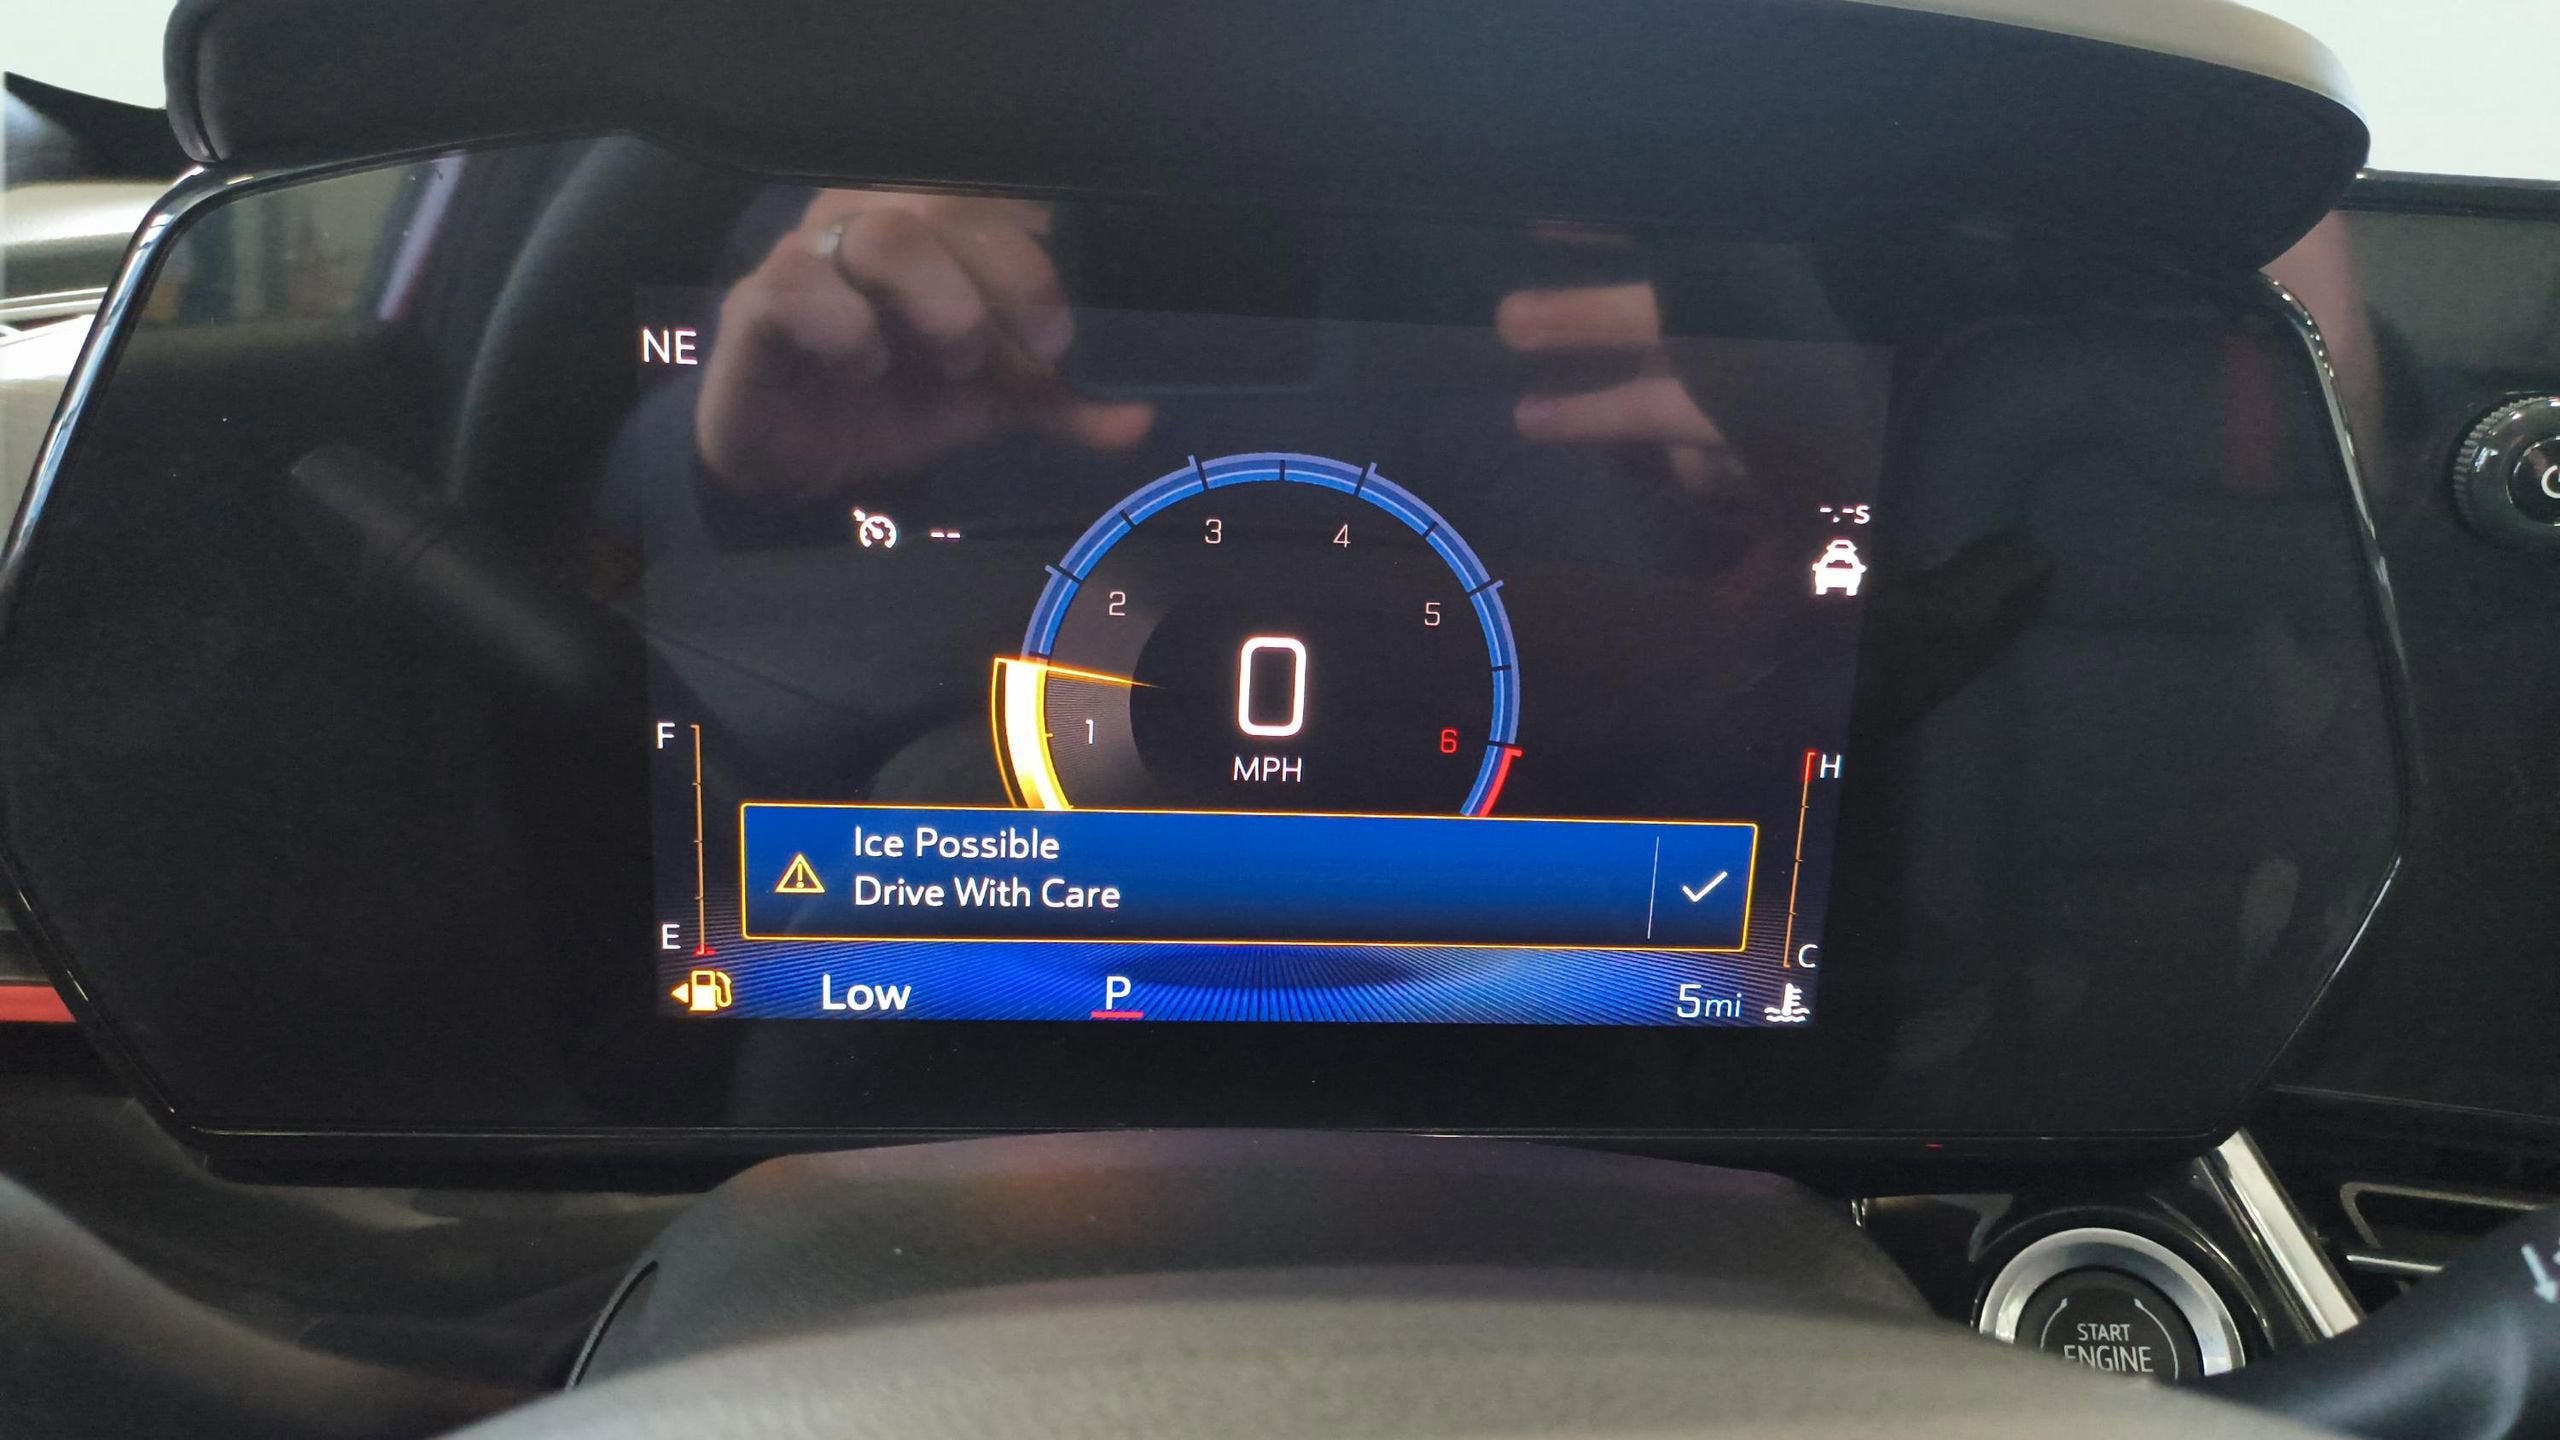 NE
--
-.-s
3
4
2
5
1
0
6
MPH
F
H
Ice Possible
Drive With Care
E
C
Low
P
5mi
START
ENGINE